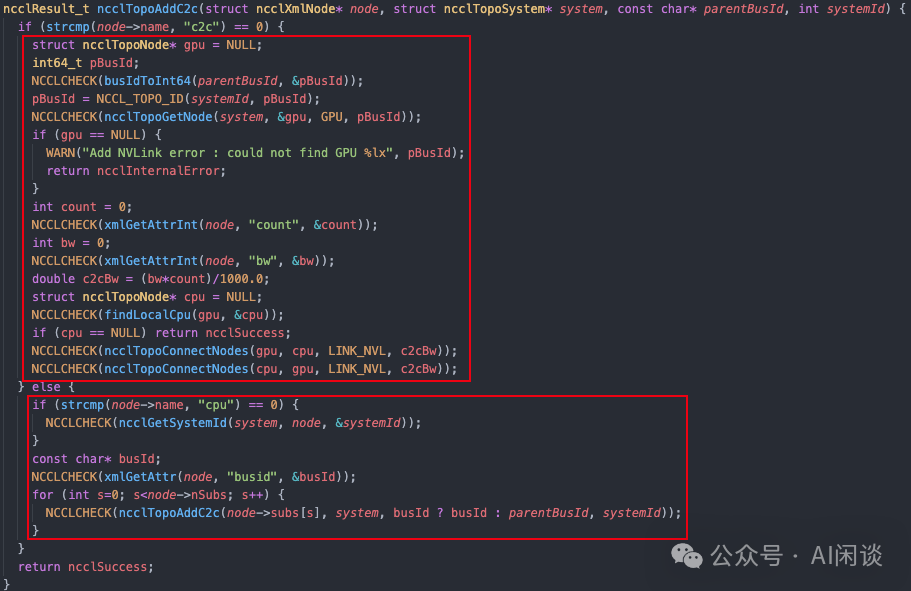 ncclResult_t ncclTopoAddC2c(struct ncclXmlNode* node, struct ncclTopoSystem* system, const char* parentBusId, int systemId) {
  if (strcmp(node->name, "c2c") == 0) {
    struct ncclTopoNode* gpu = NULL;
    int64_t pBusId;
    NCCLCHECK(busIdToInt64(parentBusId, &pBusId));
    pBusId = NCCL_TOPO_ID(systemId, pBusId);
    NCCLCHECK(ncclTopoGetNode(system, &gpu, GPU, pBusId));
    if (gpu == NULL) {
      WARN("Add NVLink error : could not find GPU %lx", pBusId);
      return ncclInternalError;
    }
    int count = 0;
    NCCLCHECK(xmlGetAttrInt(node, "count", &count));
    int bw = 0;
    NCCLCHECK(xmlGetAttrInt(node, "bw", &bw));
    double c2cBw = (bw*count)/1000.0;
    struct ncclTopoNode* cpu = NULL;
    NCCLCHECK(findLocalCpu(gpu, &cpu));
    if (cpu == NULL) return ncclSuccess;
    NCCLCHECK(ncclTopoConnectNodes(gpu, cpu, LINK_NVL, c2cBw));
    NCCLCHECK(ncclTopoConnectNodes(cpu, gpu, LINK_NVL, c2cBw));
  } else {
    if (strcmp(node->name, "cpu") == 0) {
      NCCLCHECK(ncclGetSystemId(system, node, &systemId));
    }
    const char* busId;
    NCCLCHECK(xmlGetAttr(node, "busid", &busId));
    for (int s=0; s<node->nSubs; s++) {
      NCCLCHECK(ncclTopoAddC2c(node->subs[s], system, busId ? busId : parentBusId, systemId));
    }
  }
  return ncclSuccess;
}
公众号 · AI闲谈